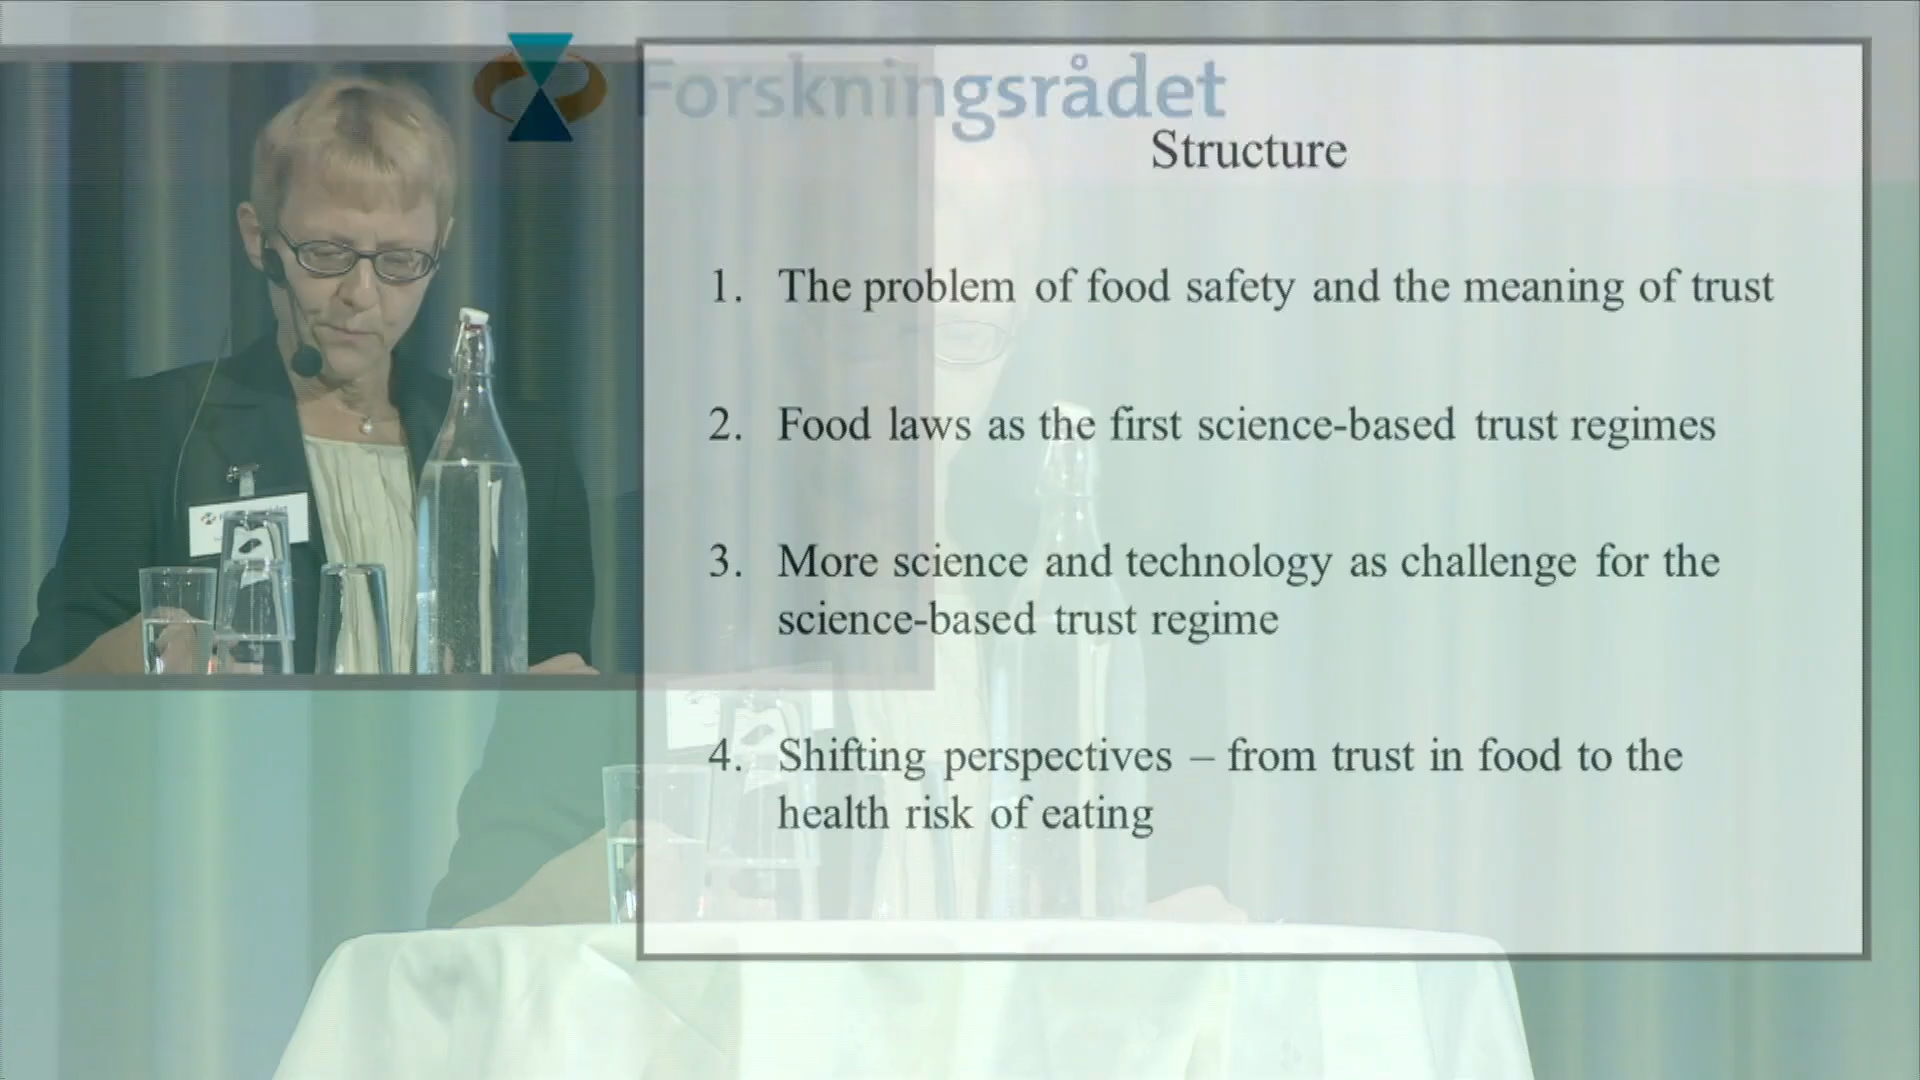 Forskningsrådet
Structure
1. The problem of food safety and the meaning of trust
2. Food laws as the first science-based trust regimes
3. More science and technology as challenge for the
science-based trust regime
4. Shifting perspectives – from trust in food to the
health risk of eating